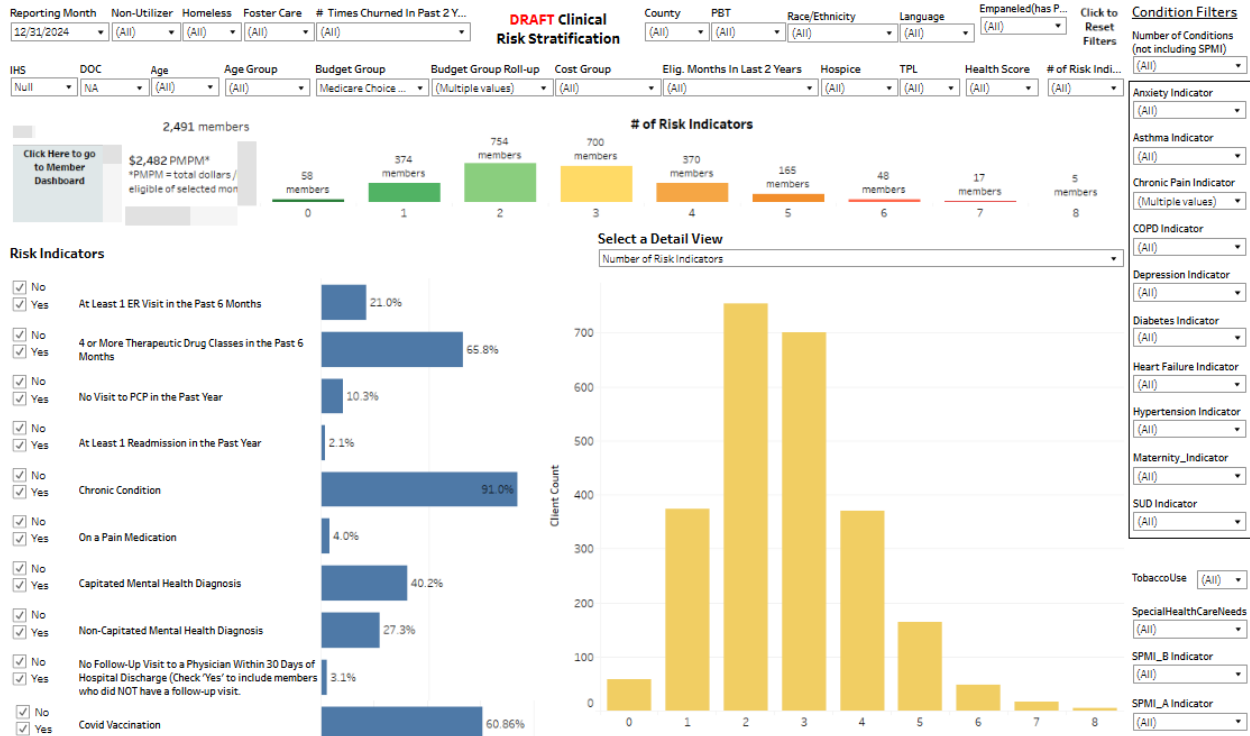 Reporting Month
Non-Utilizer
Homeless
Foster Care
# Times Churned In Past 2 Y...
DRAFT Clinical
Risk Stratification
County
PBT
Race/Ethnicity
Language
Empaneled(has P...
Click to
Reset
Filters
Condition Filters
12/31/2024
(All)
(All)
(All)
(All)
(All)
(All)
(All)
(All)
(All)
Number of Conditions
(not including SPMI)
(All)
IHS
DOC
Age
Age Group
Budget Group
Budget Group Roll-up
Cost Group
Elig. Months In Last 2 Years
Hospice
TPL
Health Score
# of Risk Indi...
Null
NA
(All)
(All)
Medicare Choice ...
(Multiple values)
(All)
(All)
(All)
(All)
(All)
(All)
2,491 members
Click Here to go
to Member
Dashboard
$2,482 PMPM*
*PMPM = total dollars /
eligible of selected mon
# of Risk Indicators
58
members
374
members
754
members
700
members
370
members
165
members
48
members
17
members
5
members
0
1
2
3
4
5
6
7
8
Risk Indicators
No
Yes
At Least 1 ER Visit in the Past 6 Months
21.0%
No
Yes
4 or More Therapeutic Drug Classes in the Past 6
Months
65.8%
No
Yes
No Visit to PCP in the Past Year
10.3%
No
Yes
At Least 1 Readmission in the Past Year
2.1%
No
Yes
Chronic Condition
91.0%
No
Yes
On a Pain Medication
4.0%
No
Yes
Capitated Mental Health Diagnosis
40.2%
No
Yes
Non-Capitated Mental Health Diagnosis
27.3%
No
Yes
No Follow-Up Visit to a Physician Within 30 Days of
Hospital Discharge (Check 'Yes' to include members
who did NOT have a follow-up visit.
3.1%
No
Yes
Covid Vaccination
60.86%
Select a Detail View
Number of Risk Indicators
Client Count
700
600
500
400
300
200
100
0
0
1
2
3
4
5
6
7
8
Anxiety Indicator
(All)
Asthma Indicator
(All)
Chronic Pain Indicator
(Multiple values)
COPD Indicator
(All)
Depression Indicator
(All)
Diabetes Indicator
(All)
Heart Failure Indicator
(All)
Hypertension Indicator
(All)
Maternity_Indicator
(All)
SUD Indicator
(All)
TobaccoUse
(All)
SpecialHealthCareNeeds
(All)
SPMI_B Indicator
(All)
SPMI_A Indicator
(All)